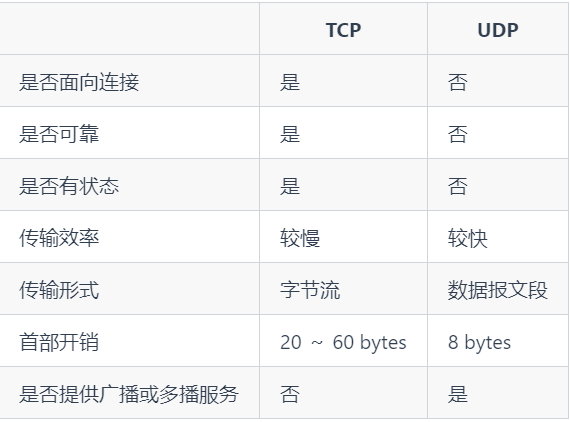 TCP UDP
是否面向连接 是 否
是否可靠 是 否
是否有状态 是 否
传输效率 较慢 较快
传输形式 字节流 数据报文段
首部开销 20 ～ 60 bytes 8 bytes
是否提供广播或多播服务 否 是